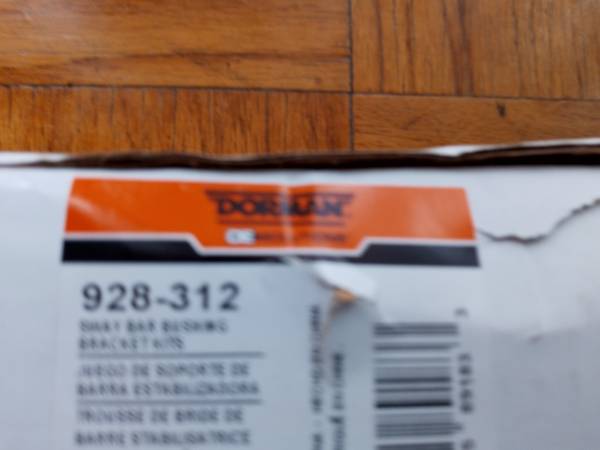 DORMAN
928-312
SWAY BAR BUSHING
BRACKET KITS
JUEGO DE SOPORTE DE
BARRA ESTABILIZADORA
TROUSSE DE BRIDE DE
BARRE STABILISATRICE